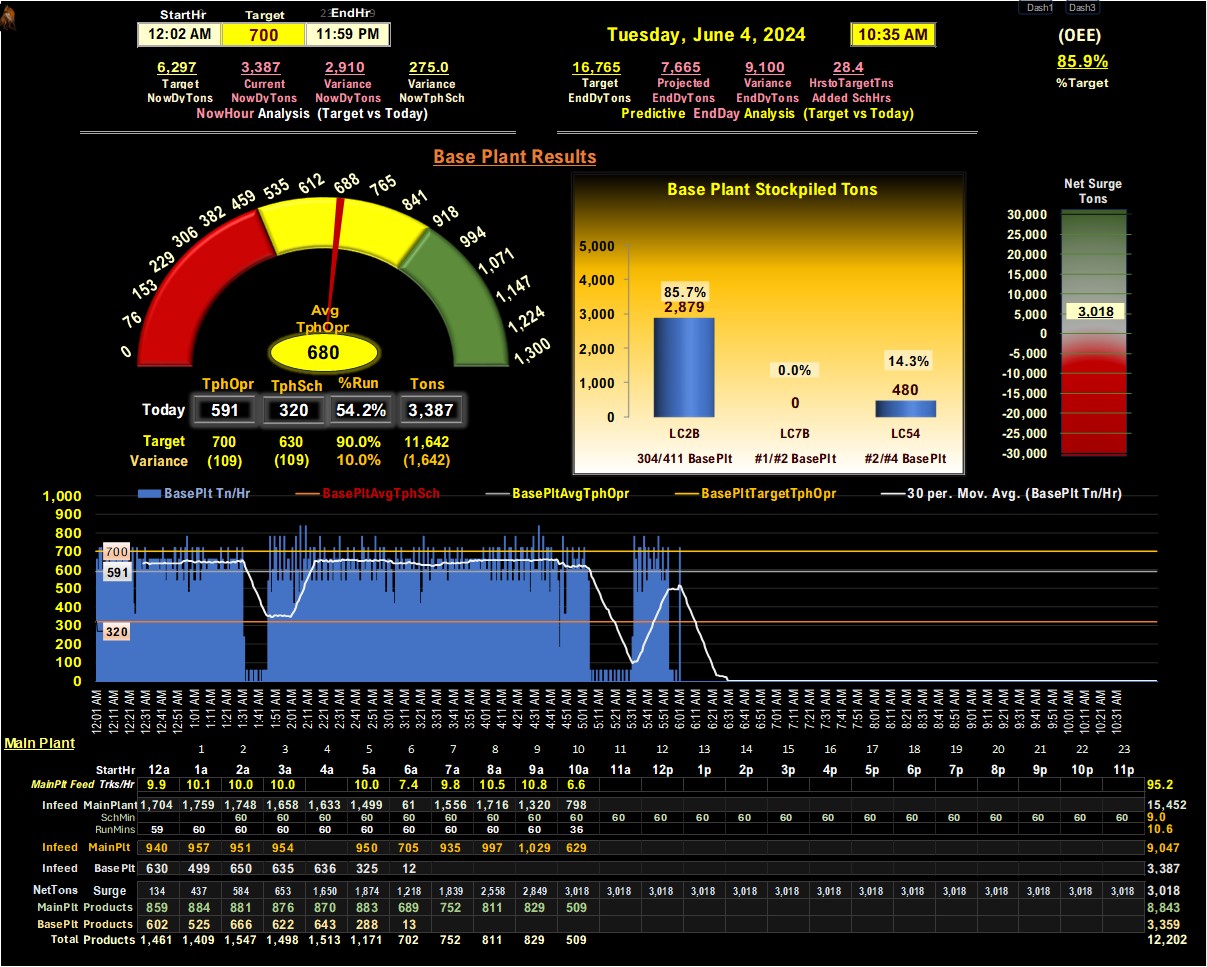 Dash1 Dash3
StartHr Target EndHr
12:02 AM 700 11:59 PM
Tuesday, June 4, 2024 10:35 AM
(OEE)
85.9%
%Target
6,297 3,387 2,910 275.0
Target Current Variance Variance
NowDyTons NowDyTons NowDyTons NowTphSch
NowHour Analysis (Target vs Today)
16,765 7,665 9,100 28.4
Target Projected Variance HrstoTargetTns
EndDyTons EndDyTons EndDyTons Added SchHrs
Predictive EndDay Analysis (Target vs Today)
Base Plant Results
0 76 153 229 306 382 459 535 612 688 765 841 918 994 1,071 1,147 1,224 1,300
Avg
TphOpr
680
TphOpr TphSch %Run Tons
Today 591 320 54.2% 3,387
Target 700 630 90.0% 11,642
Variance (109) (109) 10.0% (1,642)
Base Plant Stockpiled Tons
5,000
4,000
3,000
2,000
1,000
0
85.7%
2,879
0.0%
0
14.3%
480
LC2B LC7B LC54
304/411 BasePlt #1/#2 BasePlt #2/#4 BasePlt
Net Surge
Tons
30,000
25,000
20,000
15,000
10,000
5,000
0
-5,000
-10,000
-15,000
-20,000
-25,000
-30,000
3,018
BasePlt Tn/Hr BasePltAvgTphSch BasePltAvgTphOpr BasePltTargetTphOpr 30 per. Mov. Avg. (BasePlt Tn/Hr)
1,000
900
800
700
600
500
400
300
200
100
0
700
591
320
12:01 AM 12:11 AM 12:21 AM 12:31 AM 12:41 AM 12:51 AM 1:01 AM 1:11 AM 1:21 AM 1:31 AM 1:41 AM 1:51 AM 2:01 AM 2:12 AM 2:22 AM 2:33 AM 2:41 AM 2:51 AM 3:01 AM 3:11 AM 3:21 AM 3:31 AM 3:41 AM 3:51 AM 4:01 AM 4:11 AM 4:21 AM 4:31 AM 4:41 AM 4:51 AM 5:01 AM 5:11 AM 5:21 AM 5:31 AM 5:41 AM 5:51 AM 6:01 AM 6:11 AM 6:21 AM 6:31 AM 6:41 AM 6:51 AM 7:01 AM 7:11 AM 7:21 AM 7:31 AM 7:41 AM 7:51 AM 8:01 AM 8:11 AM 8:21 AM 8:31 AM 8:41 AM 8:51 AM 9:01 AM 9:11 AM 9:21 AM 9:31 AM 9:41 AM 9:51 AM 10:01 AM 10:11 AM 10:21 AM 10:31 AM
Main Plant
1 2 3 4 5 6 7 8 9 10 11 12 13 14 15 16 17 18 19 20 21 22 23
StartHr 12a 1a 2a 3a 4a 5a 6a 7a 8a 9a 10a 11a 12p 1p 2p 3p 4p 5p 6p 7p 8p 9p 10p 11p
MainPlt Feed Trks/Hr 9.9 10.1 10.0 10.0 10.0 7.4 9.8 10.5 10.8 6.6 95.2
Infeed MainPlant 1,704 1,759 1,748 1,658 1,633 1,499 61 1,556 1,716 1,320 798 15,452
SchMin 60 60 60 60 60 60 60 60 60 60 60 60 60 60 60 60 60 60 60 60 60 60 9.0
RunMins 59 60 60 60 60 60 60 60 60 60 36 10.6
Infeed MainPlt 940 957 951 954 950 705 935 997 1,029 629 9,047
Infeed BasePlt 630 499 650 635 636 325 12 3,387
NetTons Surge 134 437 584 653 1,650 1,874 1,218 1,839 2,558 2,849 3,018 3,018 3,018 3,018 3,018 3,018 3,018 3,018 3,018 3,018 3,018 3,018 3,018 3,018 3,018
MainPlt Products 859 884 881 876 870 883 689 752 811 829 509 8,843
BasePlt Products 602 525 666 622 643 288 13 3,359
Total Products 1,461 1,409 1,547 1,498 1,513 1,171 702 752 811 829 509 12,202